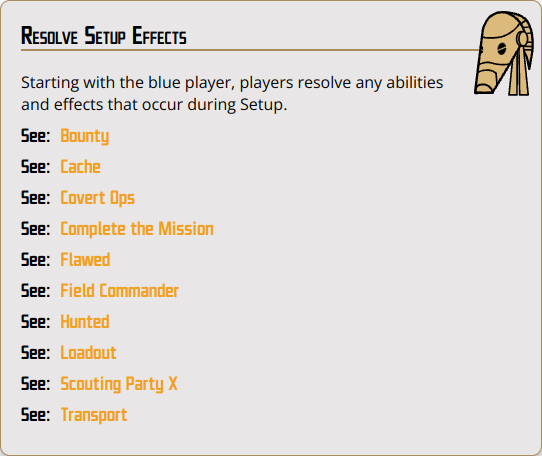 Resolve Setup Effects
Starting with the blue player, players resolve any abilities
and effects that occur during Setup.
See: Bounty
See: Cache
See: Covert Ops
See: Complete the Mission
See: Flawed
See: Field Commander
See: Hunted
See: Loadout
See: Scouting Party X
See: Transport